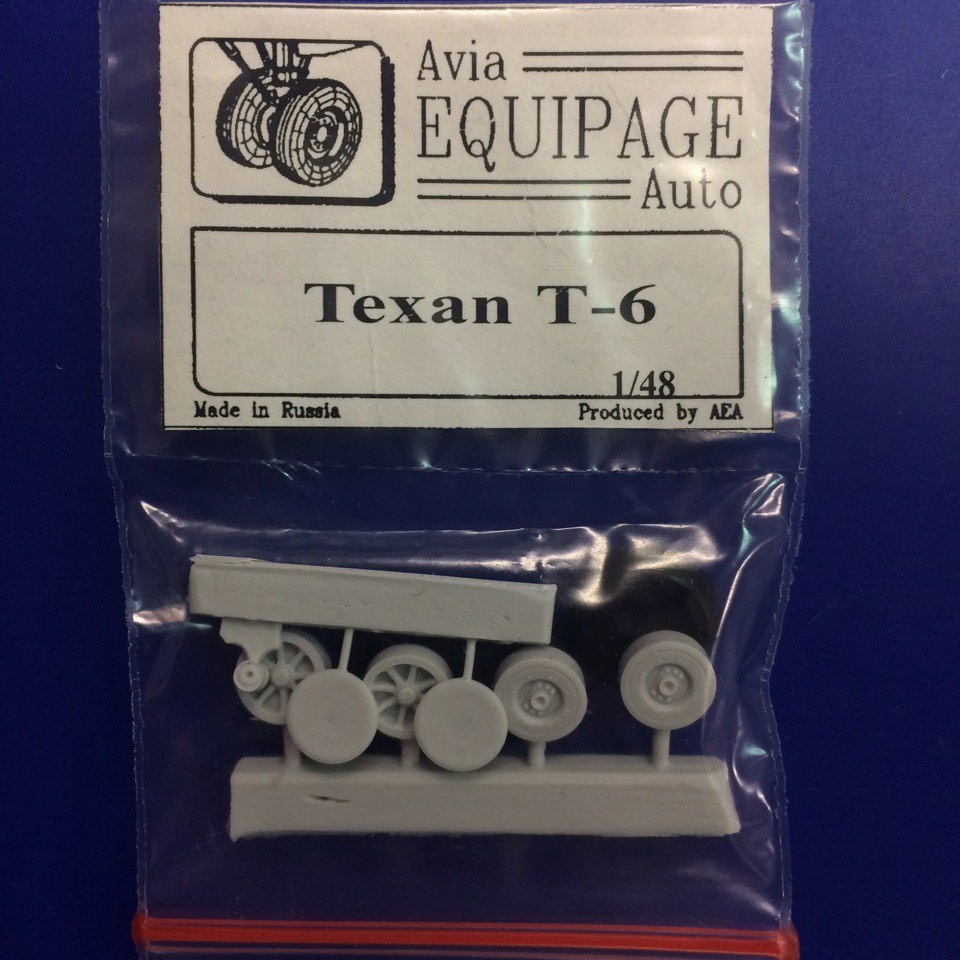 Avia
EQUIPAGE
Auto
Texan T-6
1/48
Made in Russia
Produced by AEA